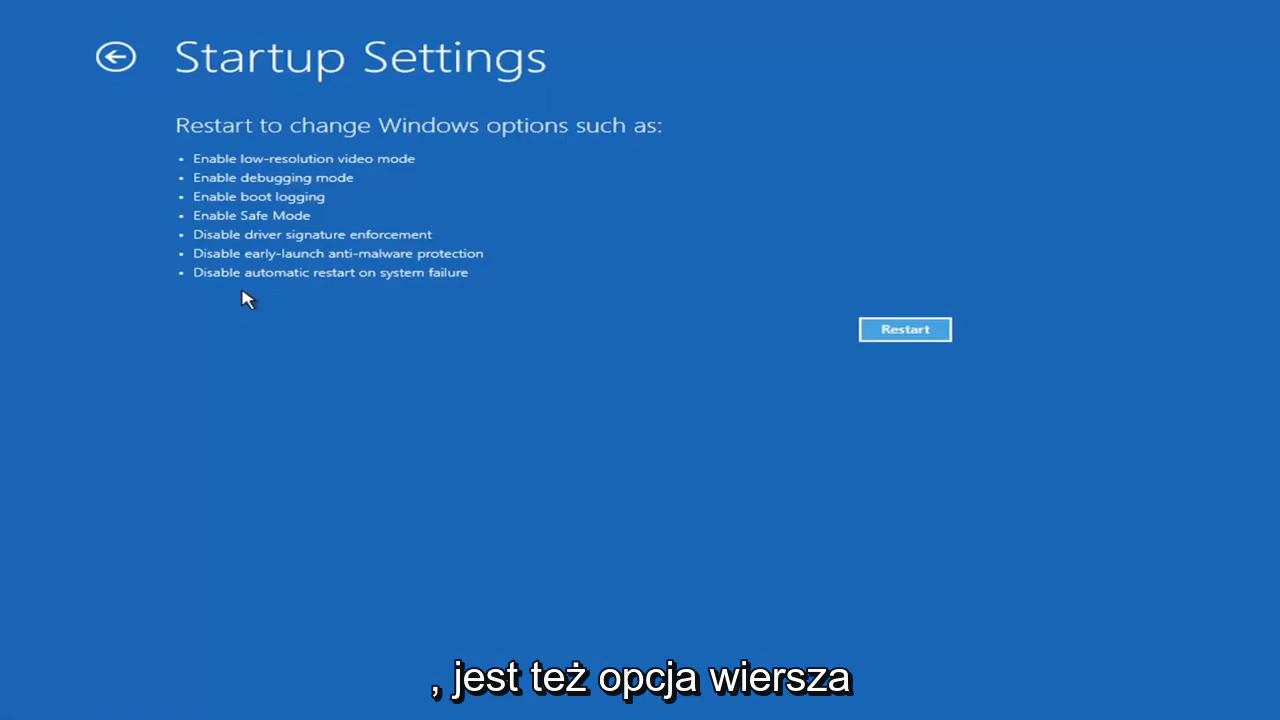 Startup Settings
Restart to change Windows options such as:
• Enable low-resolution video mode
• Enable debugging mode
• Enable boot logging
• Enable Safe Mode
• Disable driver signature enforcement
• Disable early-launch anti-malware protection
• Disable automatic restart on system failure
Restart
, jest też opcja wiersza